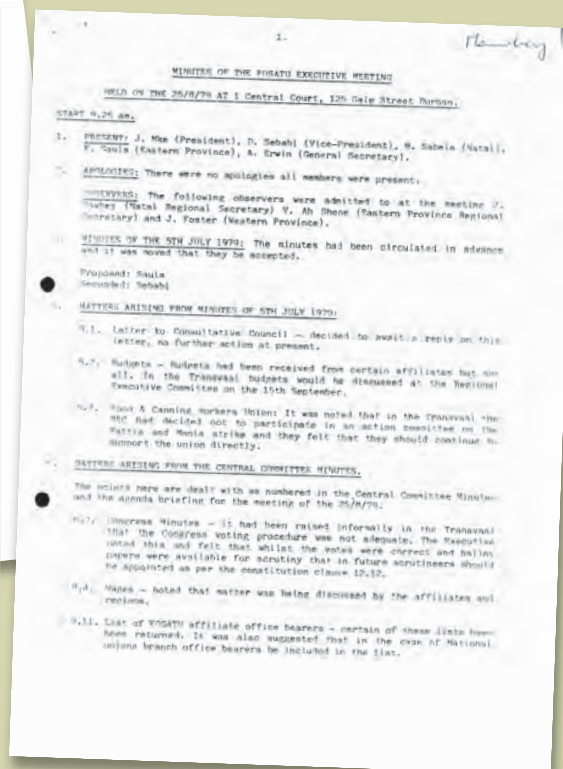 1.
MINUTES OF THE FOSATU EXECUTIVE MEETING
HELD ON THE 25/8/79 AT 1 Central Court, 125 Gale Street Durban.
START 9.25 am.
1. PRESENT: J. Mke (President), D. Sebabi (Vice-President), Sabela (Natal),
F. Sauls (Eastern Province), A. Erwin (General Secretary).
APOLOGIES: There were no apologies all members were present.
OBSERVERS: The following observers were admitted to at the meeting
(Natal Regional Secretary) Ah Shene (Eastern Province Regional
Secretary) and J. Foster (Western Province).
MINUTES OF THE 5TH JULY 1979: The minutes had been circulated in advance
and it was moved that they be accepted.
Proposed: Sauls
Seconded: Sebabi
MATTERS ARISING FROM MINUTES OF 5TH JULY 1979:
Letter to Consultative Council - decided to await a reply on this
letter, no further action at present.
Budgets - Budgets had been received from certain affiliates but not
all. In the Transvaal budgets would be discussed at the Regional
Executive Committee on the 15th September.
Food & Canning Workers Union: It was noted that in the Transvaal the
REC had decided not to participate in an action committee on the
Fattis and Monis strike and they felt that they should continue to
support the union directly.
MATTERS ARISING FROM THE CENTRAL COMMITTEE MINUTES.
The points here are dealt with as numbered in the Central Committee Minutes
and the agenda briefing for the meeting of the 25/8/79.
Congress Minutes - it had been raised informally in the Transvaal
that the Congress voting procedure was not adequate. The Executive
noted this and felt that whilst the votes were correct and ballot
papers were available for scrutiny that in future scrutineers should
be appointed as per the constitution clause 12.12.
Wages - noted that matter was being discussed by the affiliates and
regions.
List of FOSATU affiliate office bearers - certain of these lists have
been returned. It was also suggested that in the case of National
unions branch office bearers be included in the list.